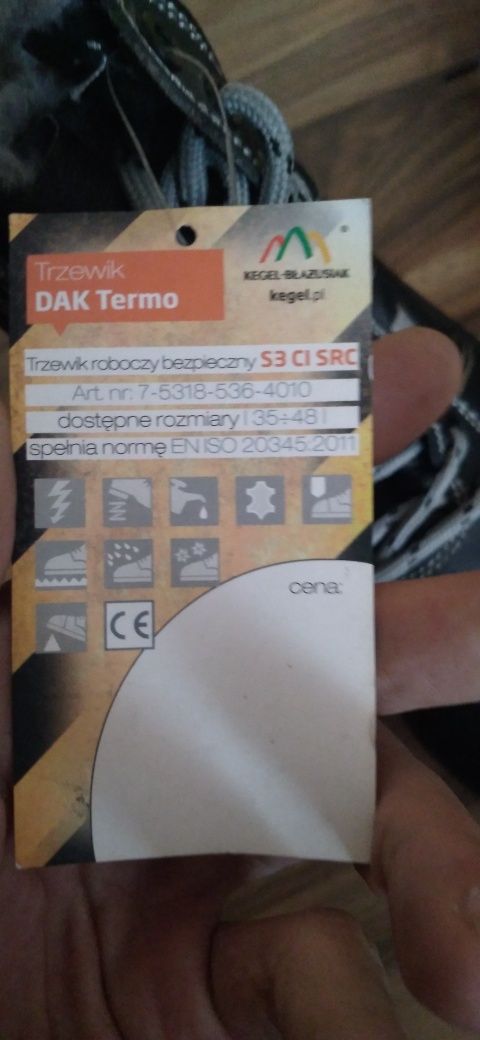 Trzewik
DAK Termo
®
KEGEL-BŁAŻUSIAK
kegel.pl
Trzewik roboczy bezpieczny S3 CI SRC
Art. nr: 7-5318-536-4010
dostępne rozmiary | 35÷48 |
spełnia normę EN ISO 20345:2011
cena:
CE